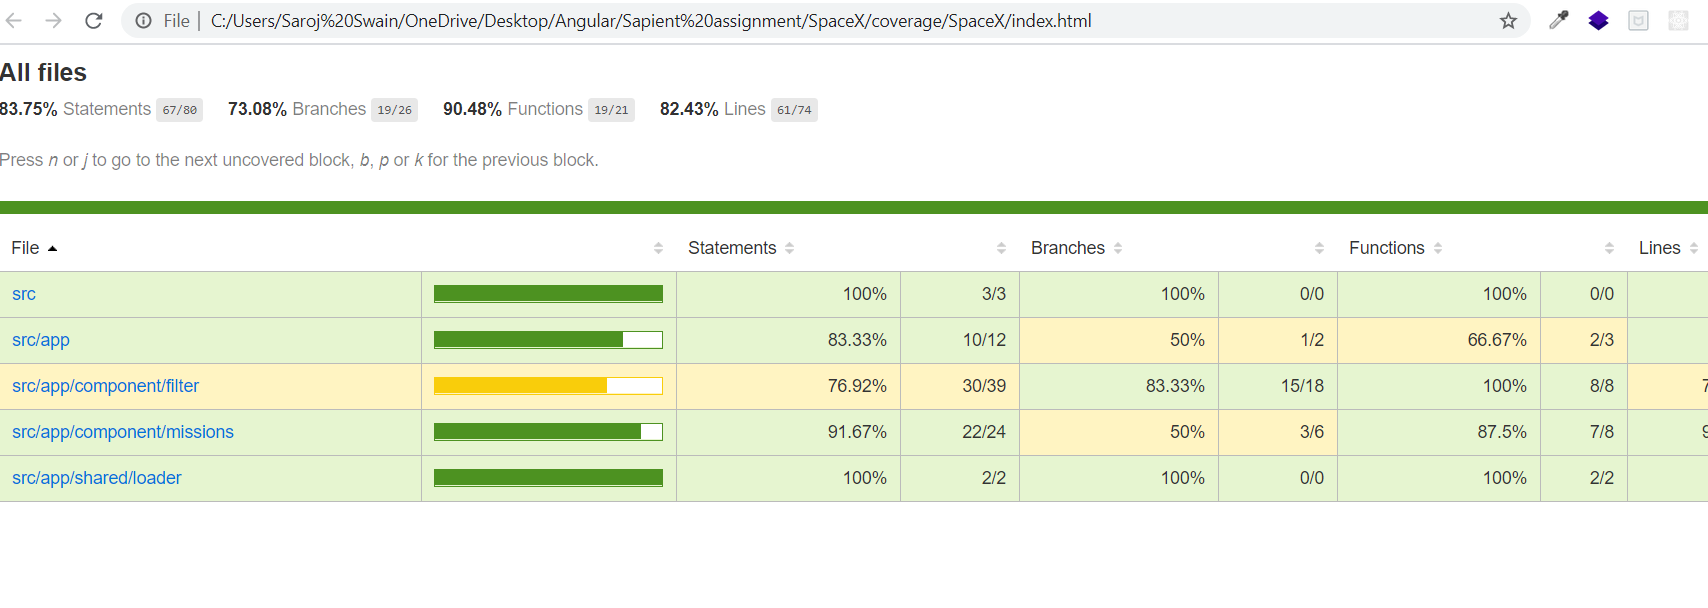 File C:/Users/Saroj%20Swain/OneDrive/Desktop/Angular/Sapient%20assignment/SpaceX/coverage/SpaceX/index.html
All files
83.75% Statements 67/80 73.08% Branches 19/26 90.48% Functions 19/21 82.43% Lines 61/74
Press n or j to go to the next uncovered block, b, p or k for the previous block.
File Statements Branches Functions Lines
src 100% 3/3 100% 0/0 100% 0/0
src/app 83.33% 10/12 50% 1/2 66.67% 2/3
src/app/component/filter 76.92% 30/39 83.33% 15/18 100% 8/8 7
src/app/component/missions 91.67% 22/24 50% 3/6 87.5% 7/8 9
src/app/shared/loader 100% 2/2 100% 0/0 100% 2/2